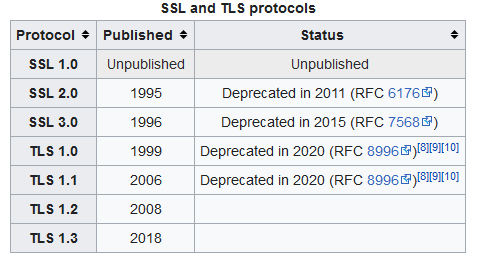 SSL and TLS protocols
Protocol Published Status
SSL 1.0 Unpublished Unpublished
SSL 2.0 1995 Deprecated in 2011 (RFC 6176)
SSL 3.0 1996 Deprecated in 2015 (RFC 7568)
TLS 1.0 1999 Deprecated in 2020 (RFC 8996)[8][9][10]
TLS 1.1 2006 Deprecated in 2020 (RFC 8996)[8][9][10]
TLS 1.2 2008
TLS 1.3 2018